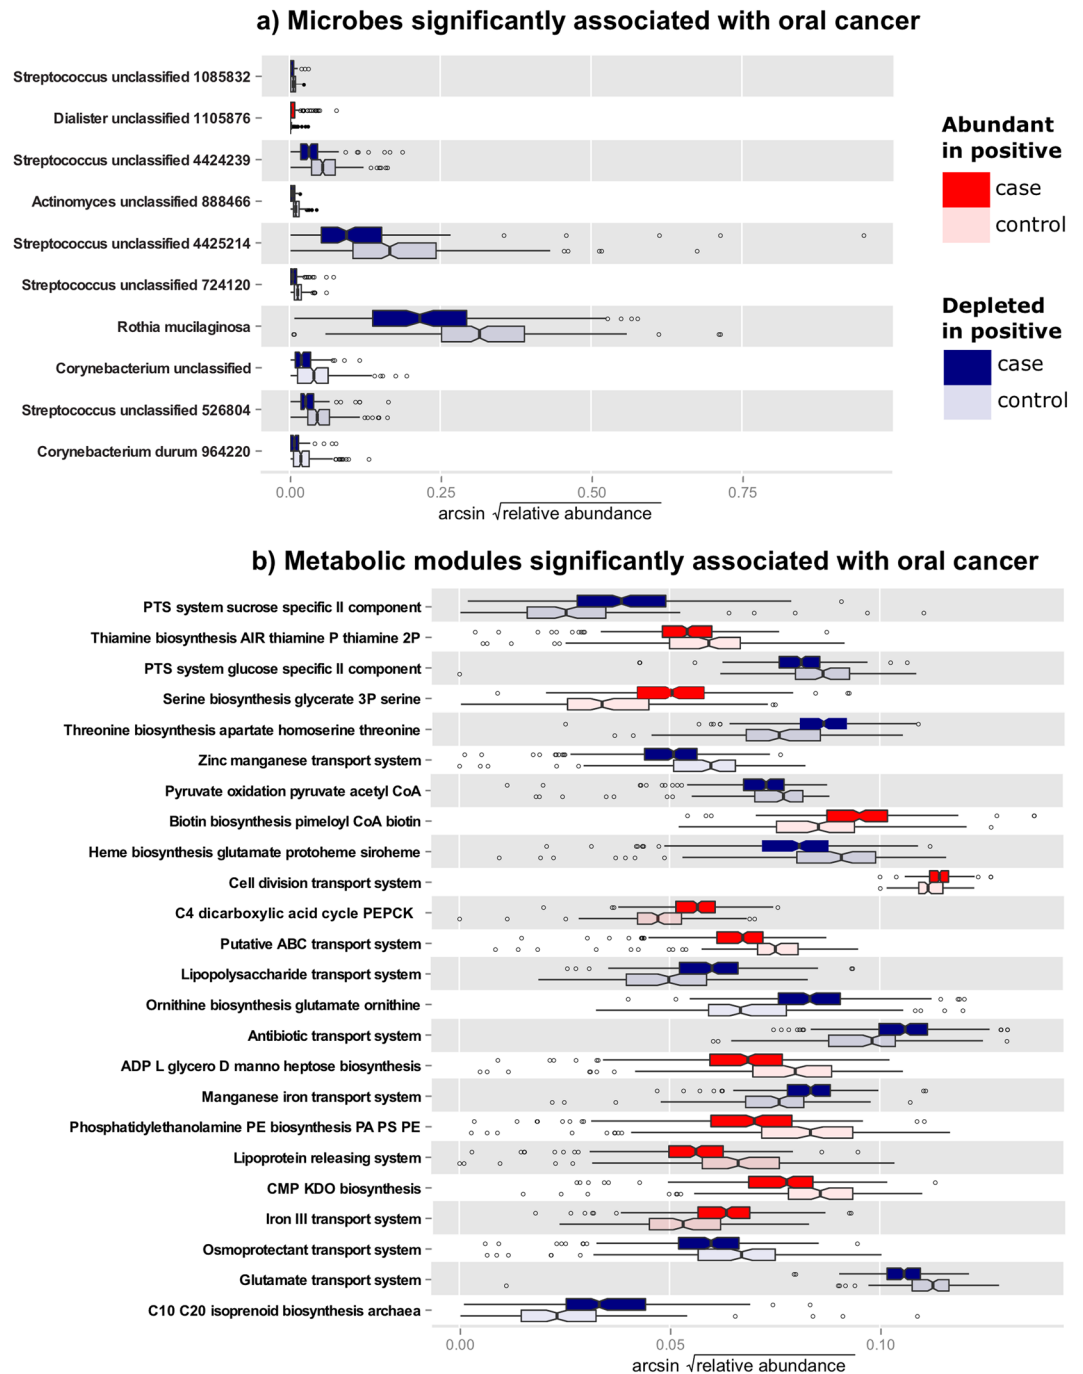 a) Microbes significantly associated with oral cancer
Streptococcus unclassified 1085832
Dialister unclassified 1105876
Streptococcus unclassified 4424239
Actinomyces unclassified 888466
Streptococcus unclassified 4425214
Streptococcus unclassified 724120
Rothia mucilaginosa
Corynebacterium unclassified
Streptococcus unclassified 526804
Corynebacterium durum 964220
0.00 0.25 0.50 0.75
arcsin √relative abundance
Abundant
in positive
case
control
Depleted
in positive
case
control
b) Metabolic modules significantly associated with oral cancer
PTS system sucrose specific II component
Thiamine biosynthesis AIR thiamine P thiamine 2P
PTS system glucose specific II component
Serine biosynthesis glycerate 3P serine
Threonine biosynthesis apartate homoserine threonine
Zinc manganese transport system
Pyruvate oxidation pyruvate acetyl CoA
Biotin biosynthesis pimeloyl CoA biotin
Heme biosynthesis glutamate protoheme siroheme
Cell division transport system
C4 dicarboxylic acid cycle PEPCK
Putative ABC transport system
Lipopolysaccharide transport system
Ornithine biosynthesis glutamate ornithine
Antibiotic transport system
ADP L glycero D manno heptose biosynthesis
Manganese iron transport system
Phosphatidylethanolamine PE biosynthesis PA PS PE
Lipoprotein releasing system
CMP KDO biosynthesis
Iron III transport system
Osmoprotectant transport system
Glutamate transport system
C10 C20 isoprenoid biosynthesis archaea
0.00 0.05 0.10
arcsin √relative abundance